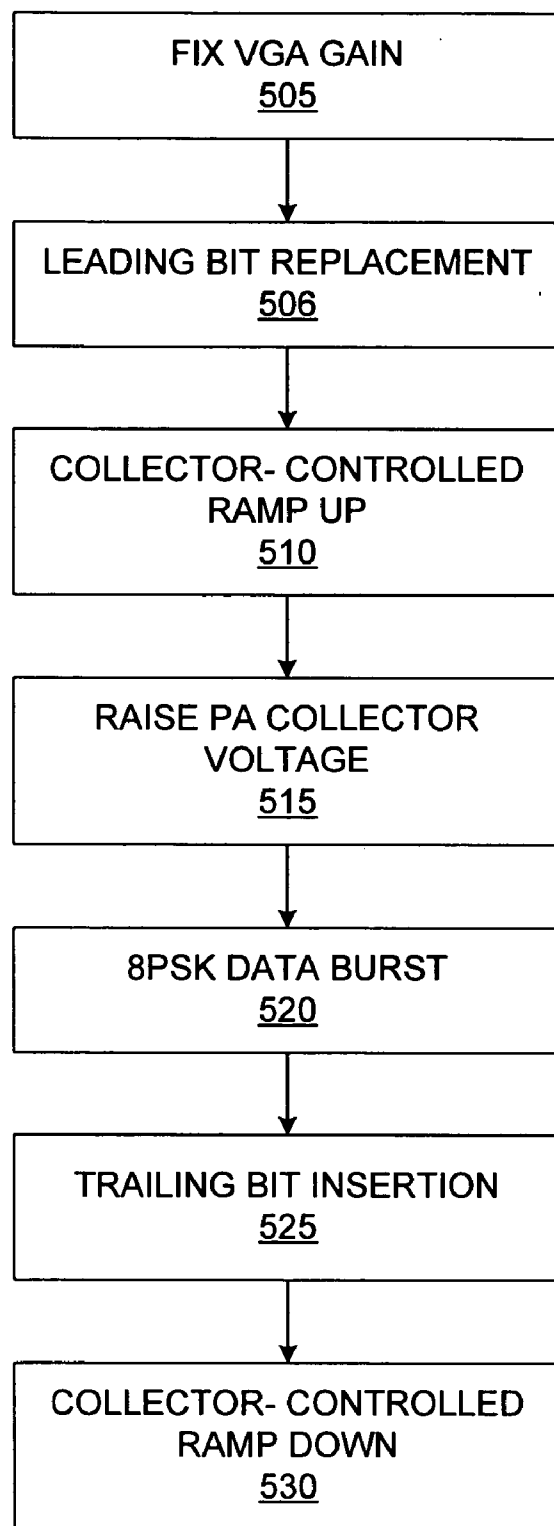 FIX VGA GAIN
505
LEADING BIT REPLACEMENT
506
COLLECTOR- CONTROLLED
RAMP UP
510
RAISE PA COLLECTOR
VOLTAGE
515
8PSK DATA BURST
520
TRAILING BIT INSERTION
525
COLLECTOR- CONTROLLED
RAMP DOWN
530